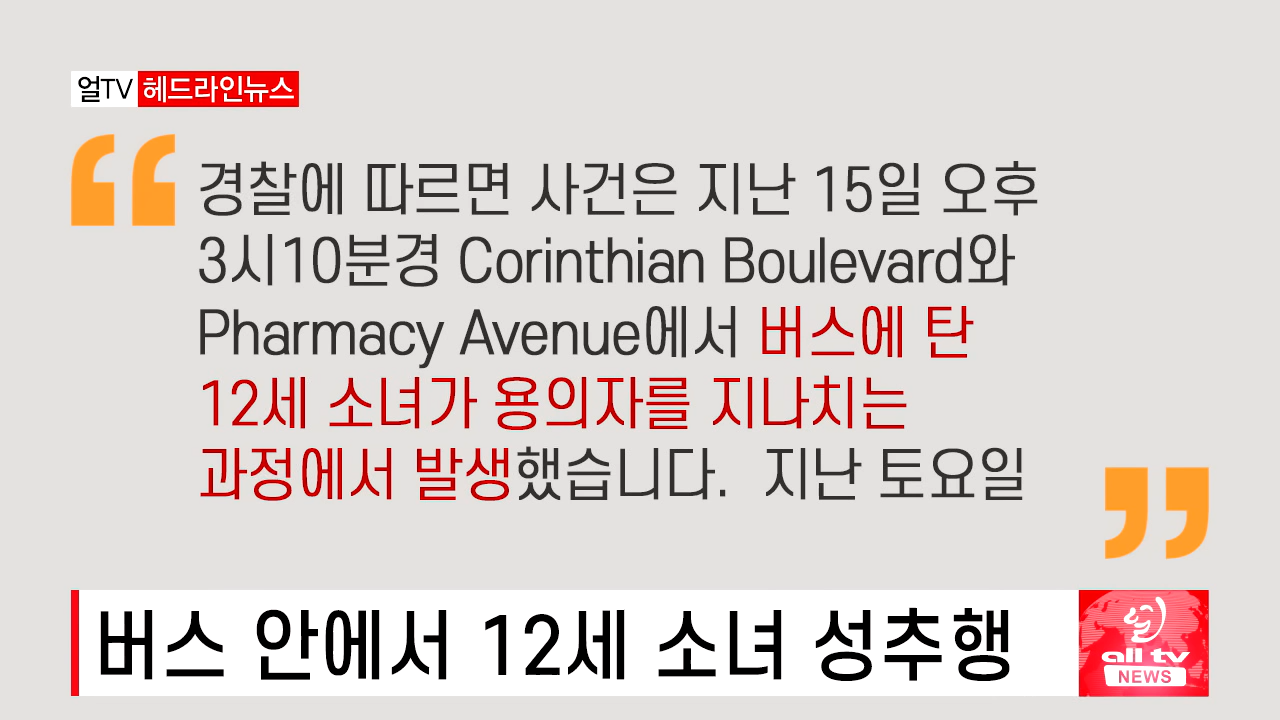 얼TV 헤드라인뉴스
경찰에 따르면 사건은 지난 15일 오후
3시10분경 Corinthian Boulevard와
Pharmacy Avenue에서 버스에 탄
12세 소녀가 용의자를 지나치는
과정에서 발생했습니다. 지난 토요일
버스 안에서 12세 소녀 성추행
all tv
NEWS